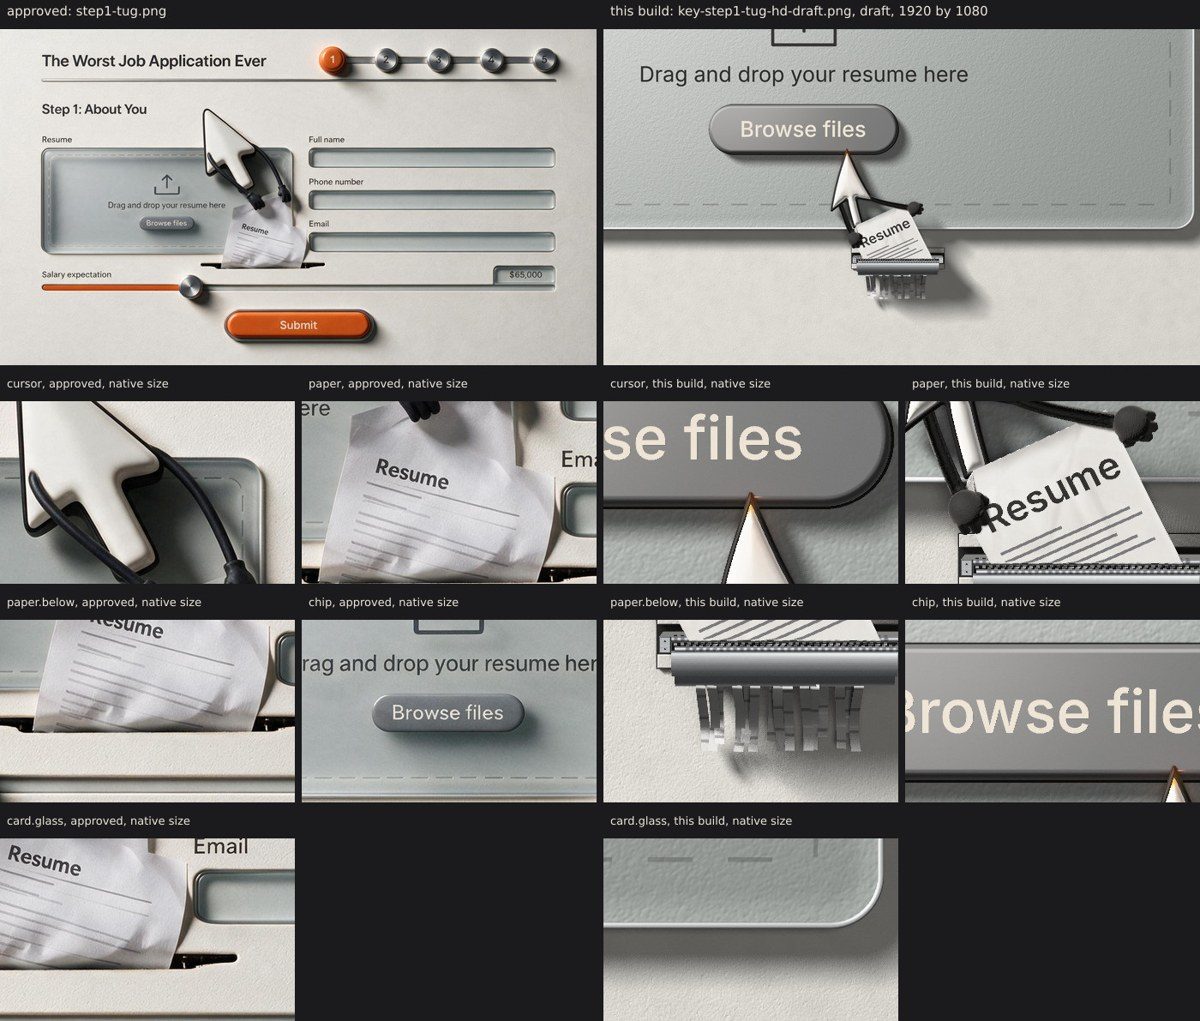 approved: step1-tug.png
this build: key-step1-tug-hd-draft.png, draft, 1920 by 1080
The Worst Job Application Ever
1
2
3
4
5
Step 1: About You
Resume
Full name
Phone number
Email
Drag and drop your resume here
Browse files
Resume
Salary expectation
$65,000
Submit
Drag and drop your resume here
Browse files
Resume
cursor, approved, native size
paper, approved, native size
cursor, this build, native size
paper, this build, native size
ere
Resume
Ema
se files
Resume
paper.below, approved, native size
chip, approved, native size
paper.below, this build, native size
chip, this build, native size
Resume
rag and drop your resume her
Browse files
Browse files
card.glass, approved, native size
card.glass, this build, native size
Resume
Email